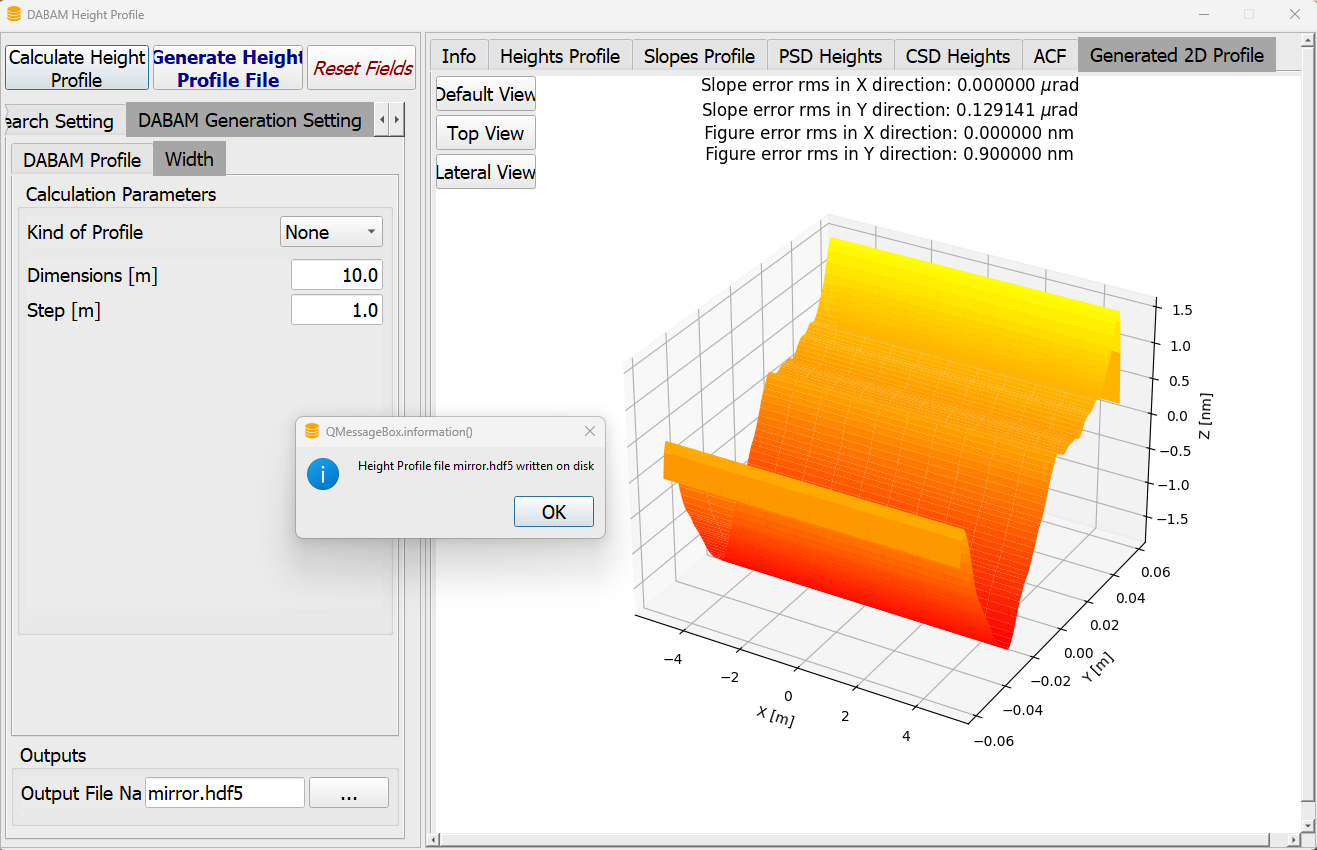 DABAM Height Profile
Calculate Height
Profile
Generate Height
Profile File
Reset Fields
earch Setting
DABAM Generation Setting
DABAM Profile
Width
Calculation Parameters
Kind of Profile
None
Dimensions [m]
10.0
Step [m]
1.0
Outputs
Output File Na
mirror.hdf5
...
Info
Heights Profile
Slopes Profile
PSD Heights
CSD Heights
ACF
Generated 2D Profile
Default View
Top View
Lateral View
Slope error rms in X direction: 0.000000 μrad
Slope error rms in Y direction: 0.129141 μrad
Figure error rms in X direction: 0.000000 nm
Figure error rms in Y direction: 0.900000 nm
1.5
1.0
0.5
0.0
−0.5
−1.0
−1.5
Z [nm]
0.06
0.04
0.02
0.00
−0.02
−0.04
−0.06
Y [m]
−4
−2
0
2
4
X [m]
QMessageBox.information()
Height Profile file mirror.hdf5 written on disk
OK